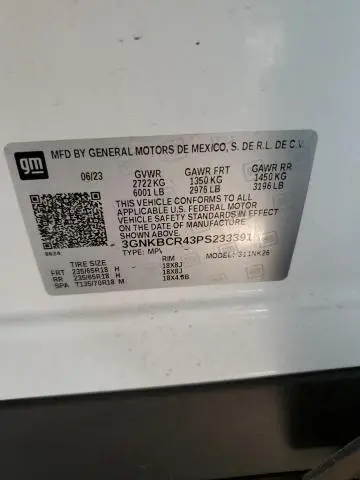 gm
MFD BY GENERAL MOTORS DE MEXICO, S. DE R.L. DE C.V.
06/23 GVWR GAWR FRT GAWR RR
2722 KG 1350 KG 1450 KG
6001 LB 2976 LB 3196 LB
THIS VEHICLE CONFORMS TO ALL
APPLICABLE U.S. FEDERAL MOTOR
VEHICLE SAFETY STANDARDS IN
EFFECT ON THE DATE OF MANUFACTURE
SHOWN ABOVE.
3GNKBCR43PS233391
TYPE: MPV MODEL: 311NK26
TIRE SIZE RIM
FRT 235/65R18 H 18X8J
RR 235/65R18 H 18X8J
SPA T135/70R18 M 18X4.5B